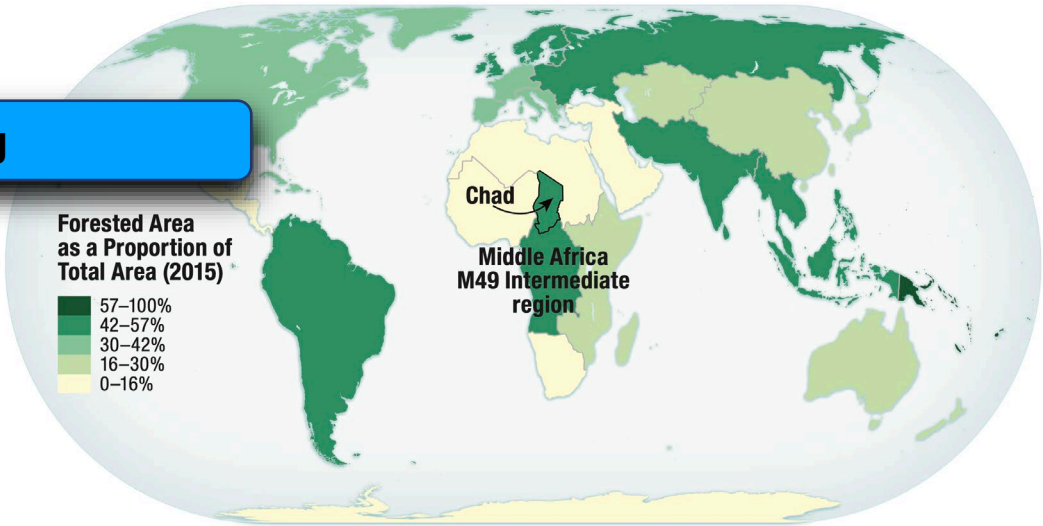 Chad
Middle Africa
M49 Intermediate
region
Forested Area
as a Proportion of
Total Area (2015)
57–100%
42–57%
30–42%
16–30%
0–16%